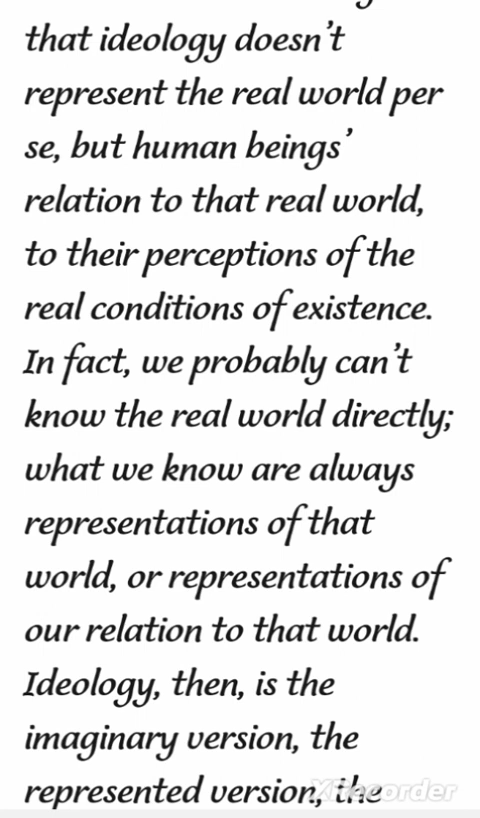 that ideology doesn’t
represent the real world per
se, but human beings’
relation to that real world,
to their perceptions of the
real conditions of existence.
In fact, we probably can’t
know the real world directly;
what we know are always
representations of that
world, or representations of
our relation to that world.
Ideology, then, is the
imaginary version, the
represented version, the
XRecorder